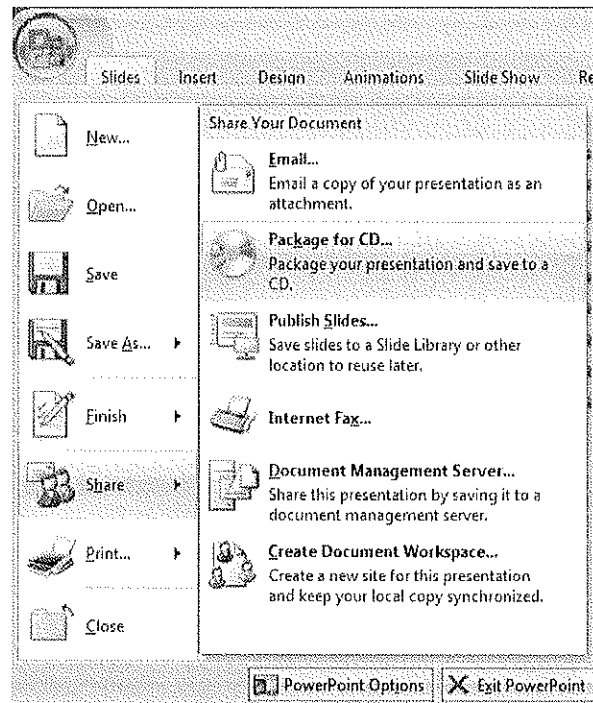 Slides Insert Design Animations Slide Show Re
New...
Open...
Save
Save As...
Finish
Share
Print...
Close
Share Your Document
Email...
Email a copy of your presentation as an
attachment.
Package for CD...
Package your presentation and save to a
CD.
Publish Slides...
Save slides to a Slide Library or other
location to reuse later.
Internet Fax...
Document Management Server...
Share this presentation by saving it to a
document management server.
Create Document Workspace...
Create a new site for this presentation
and keep your local copy synchronized.
PowerPoint Options Exit PowerPoint